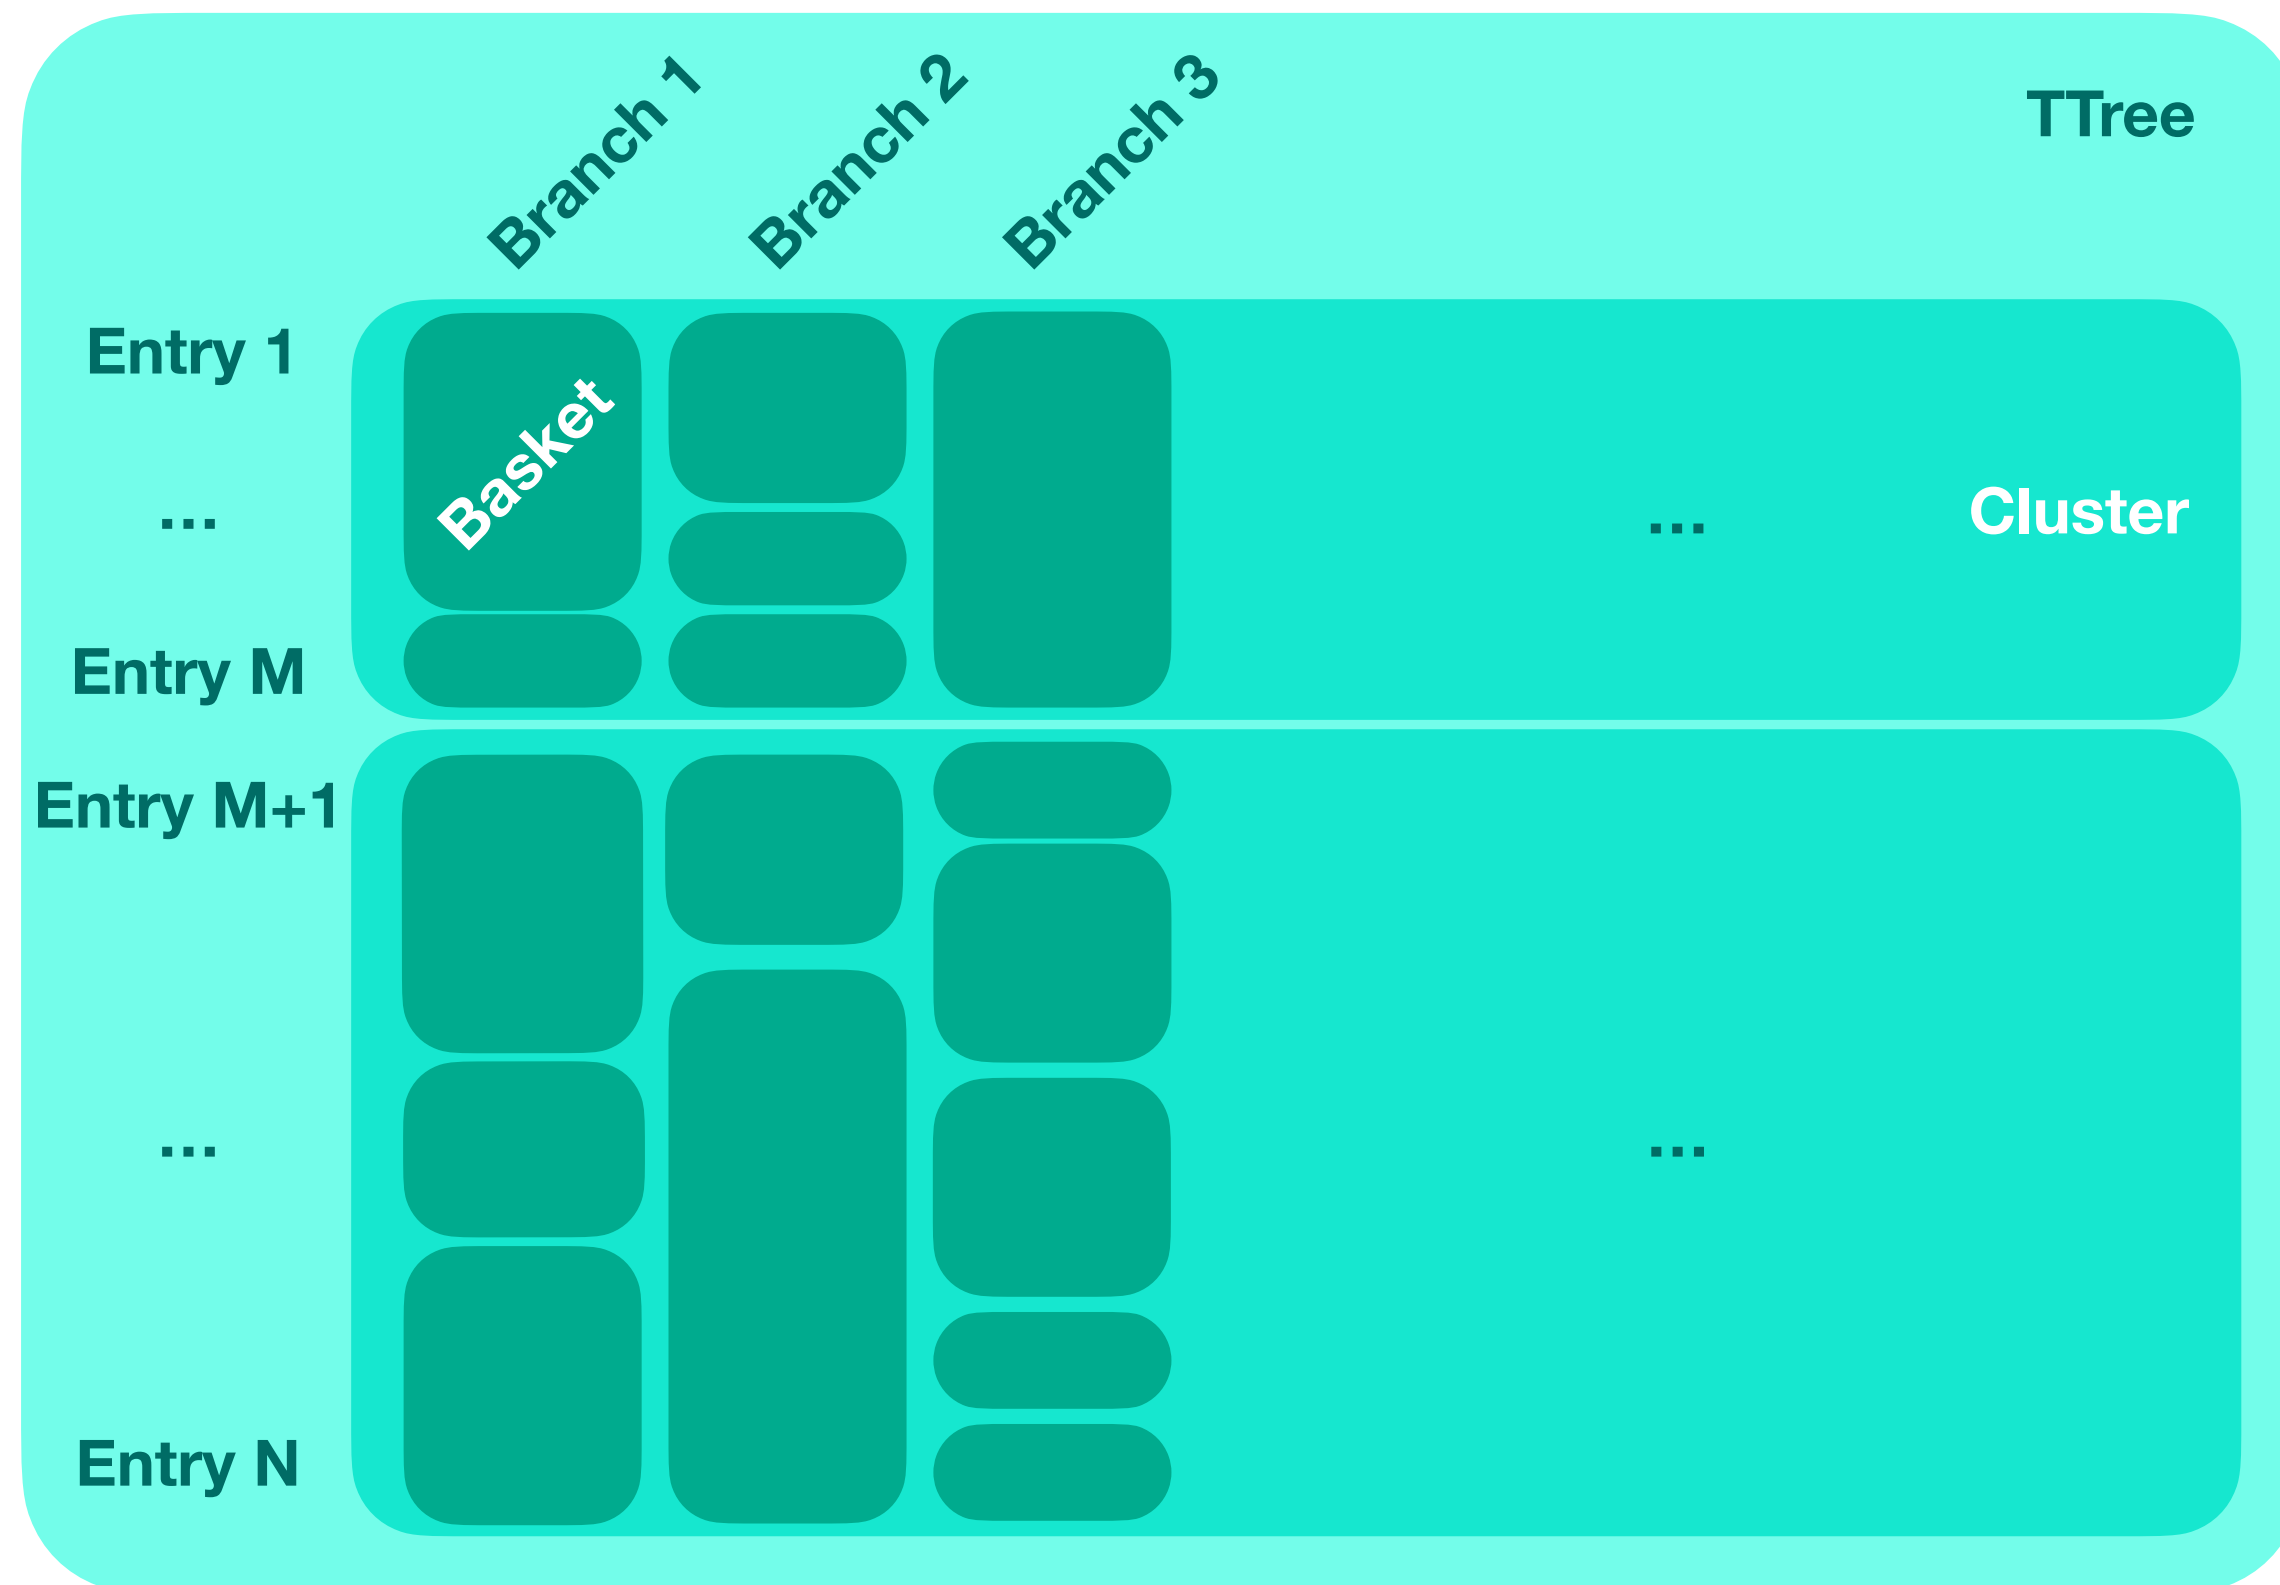 Branch 1
Branch 2
Branch 3
TTree
Entry 1
Basket
...
...
Cluster
Entry M
Entry M+1
...
...
Entry N